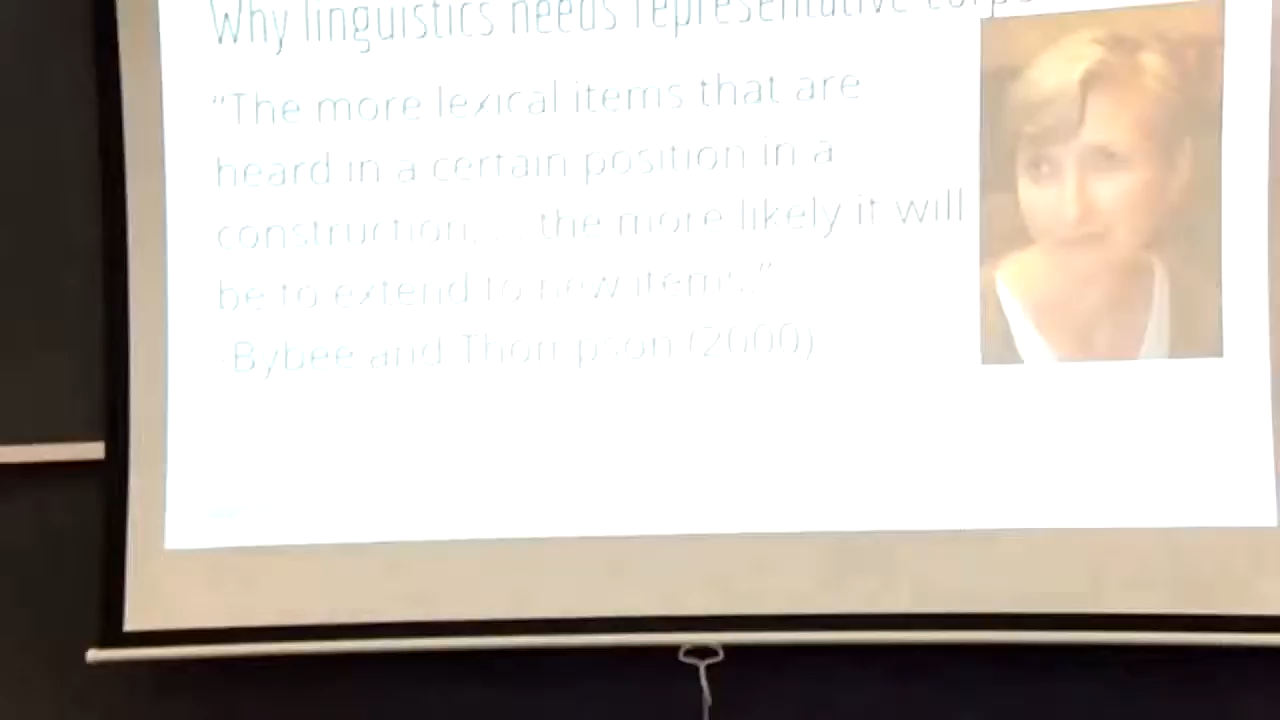 Why linguistics needs representative corpo
“The more lexical items that are
heard in a certain position in a
construction, ... the more likely it will
be to extend to new items.”
-Bybee and Thompson (2000)